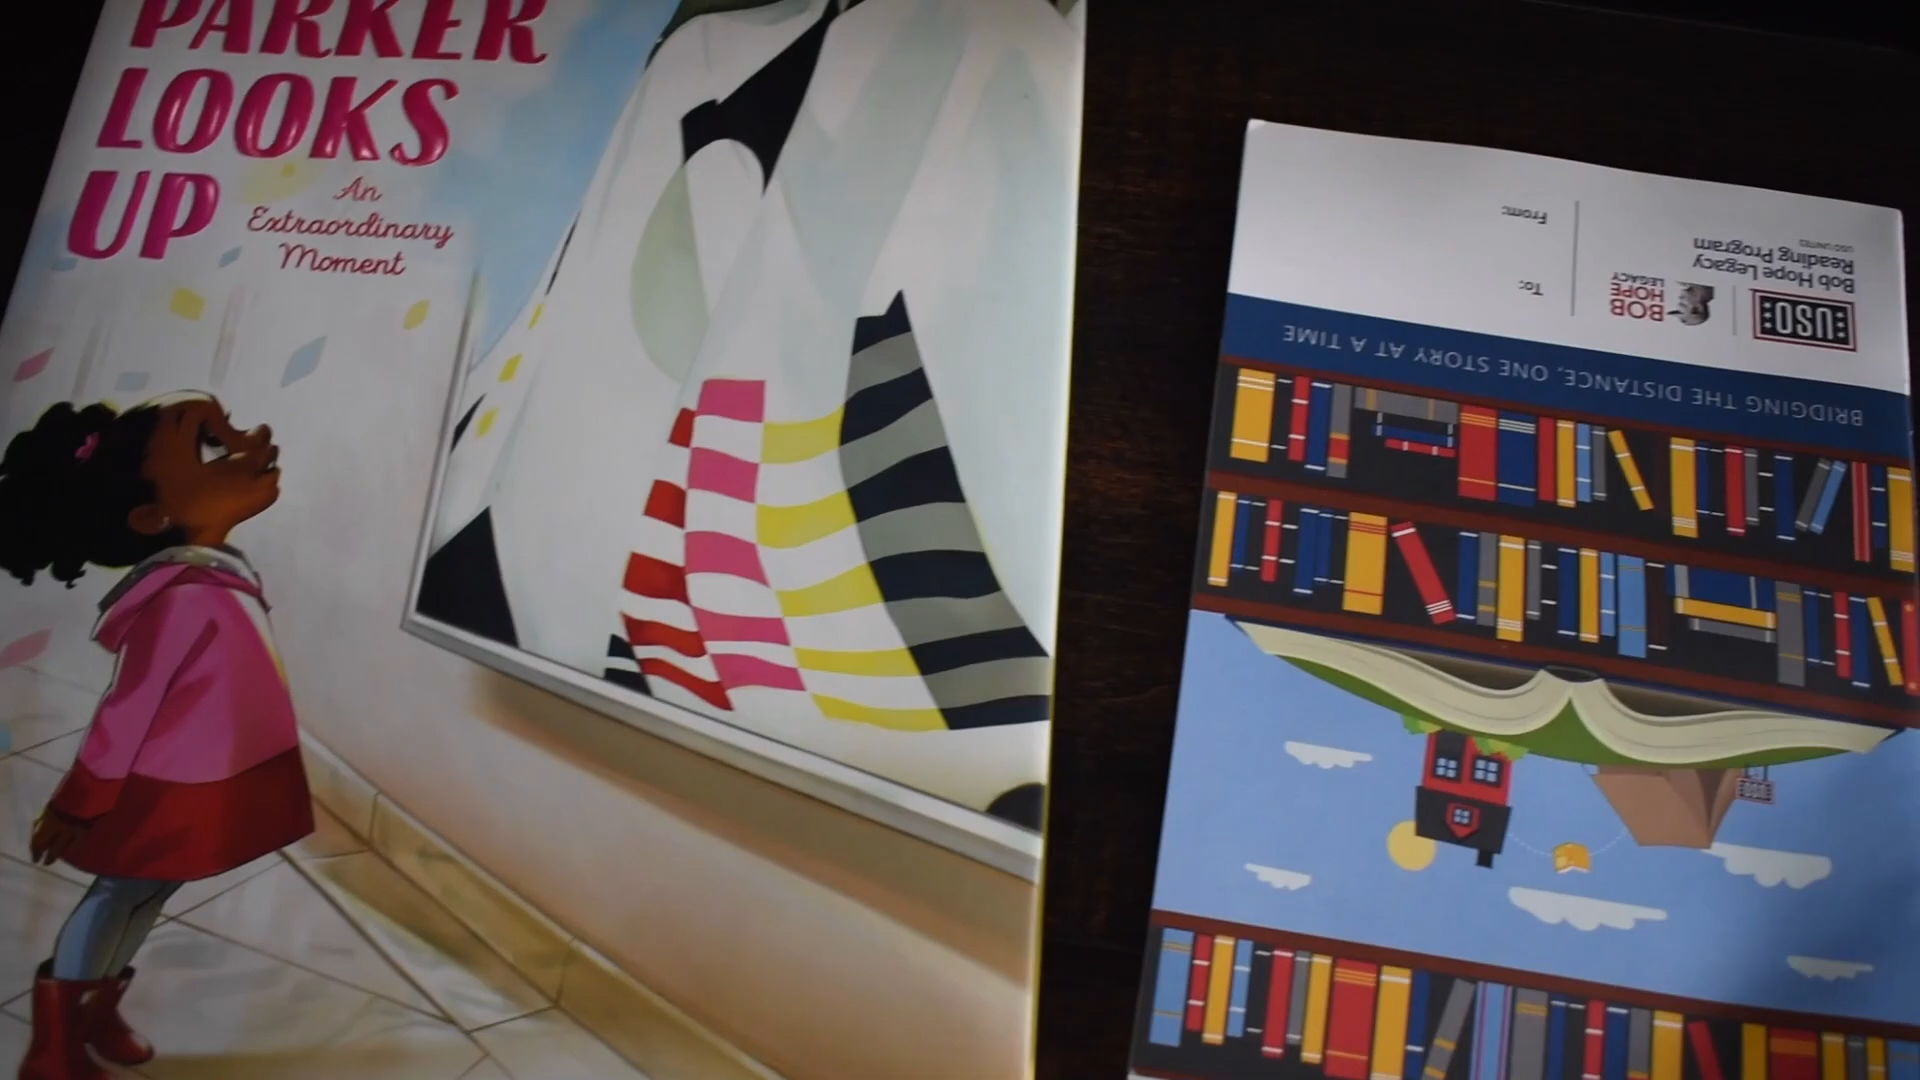 PARKER
LOOKS
UP
An
Extraordinary
Moment
BRIDGING THE DISTANCE, ONE STORY AT A TIME
USO
BOB
HOPE
LEGACY
Bob Hope Legacy
Reading Program
USO UNITED
To:
From:
USO